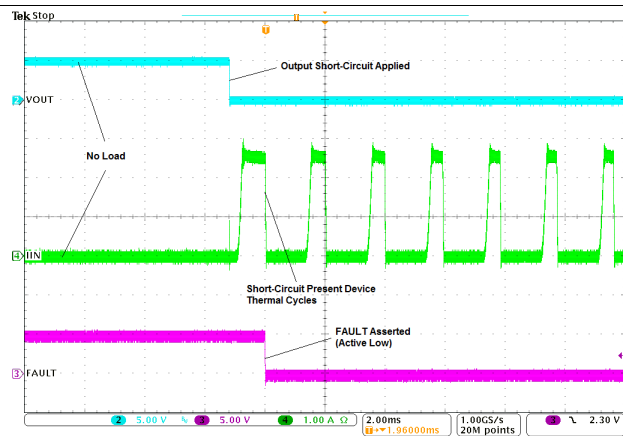 Tek Stop
T
Output Short-Circuit Applied
2 VOUT
No Load
4 IIN
Short-Circuit Present Device
Thermal Cycles
FAULT Asserted
(Active Low)
3 FAULT
2 5.00 V 3 5.00 V 4 1.00 A Ω
2.00ms
T→▼1.96000ms
1.00GS/s
20M points
3 2.30 V